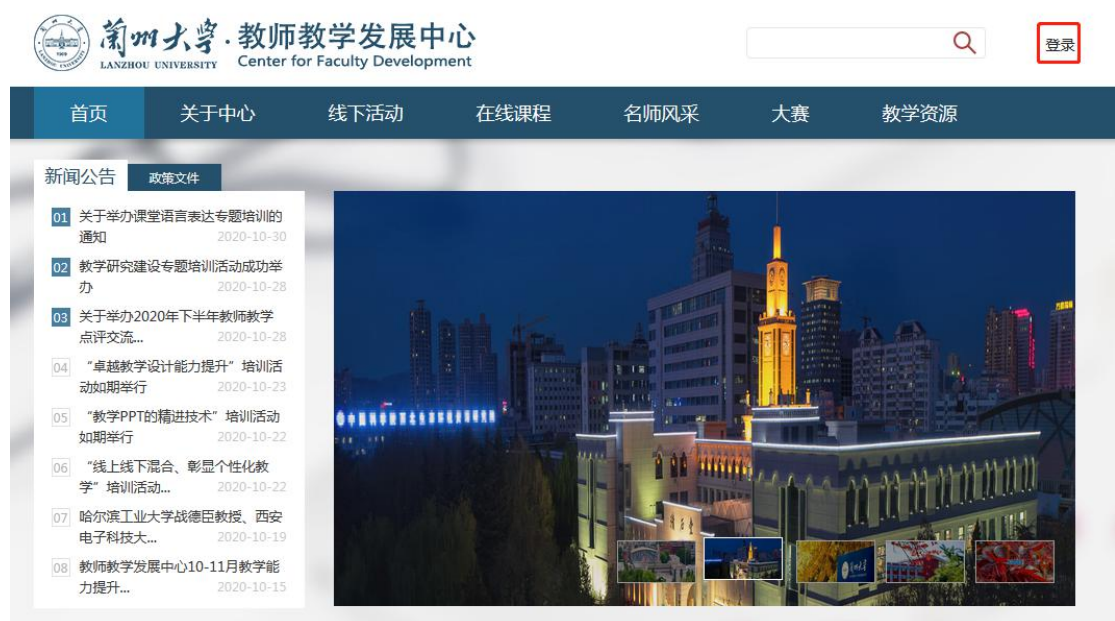 兰州大学·教师教学发展中心
LANZHOU UNIVERSITY Center for Faculty Development
登录
首页 关于中心 线下活动 在线课程 名师风采 大赛 教学资源
新闻公告 政策文件
01 关于举办课堂语言表达专题培训的
通知 2020-10-30
02 教学研究建设专题培训活动成功举
办 2020-10-28
03 关于举办2020年下半年教师教学
点评交流... 2020-10-28
04 “卓越教学设计能力提升”培训活
动如期举行 2020-10-23
05 “教学PPT的精进技术”培训活动
如期举行 2020-10-22
06 “线上线下混合、彰显个性化教
学”培训活动... 2020-10-22
07 哈尔滨工业大学战德臣教授、西安
电子科技大... 2020-10-19
08 教师教学发展中心10-11月教学能
力提升... 2020-10-15